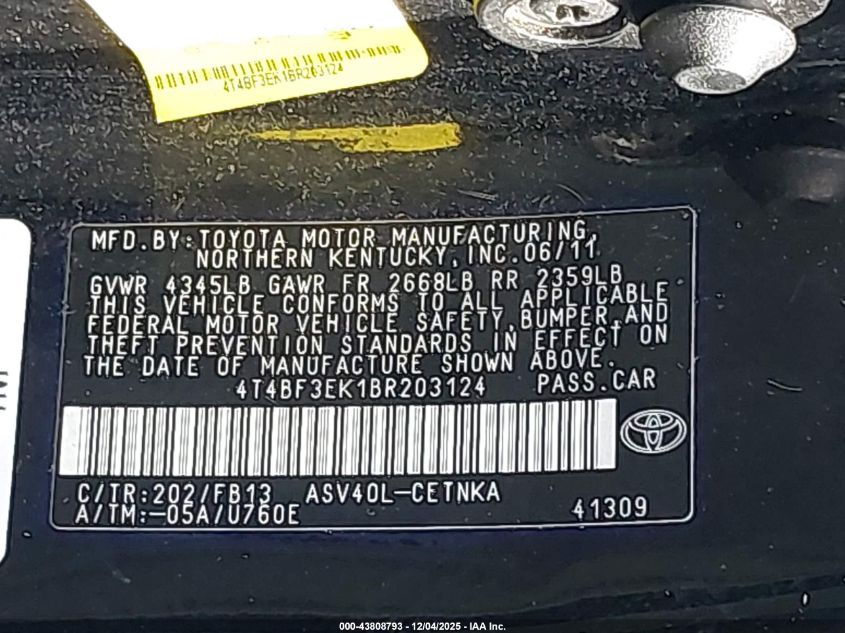 4T4BF3EK1BR203124
MFD.BY:TOYOTA MOTOR MANUFACTURING,
NORTHERN KENTUCKY, INC.06/11
GVWR 4345LB GAWR FR 2668LB RR 2359LB
THIS VEHICLE CONFORMS TO ALL APPLICABLE
FEDERAL MOTOR VEHICLE SAFETY,BUMPER,AND
THEFT PREVENTION STANDARDS IN EFFECT ON
THE DATE OF MANUFACTURE SHOWN ABOVE.
4T4BF3EK1BR203124 PASS.CAR
C/TR:202/FB13 ASV40L-CETNKA
A/TM:-05A/U760E 41309
000-43808793 - 12/04/2025 - IAA Inc.